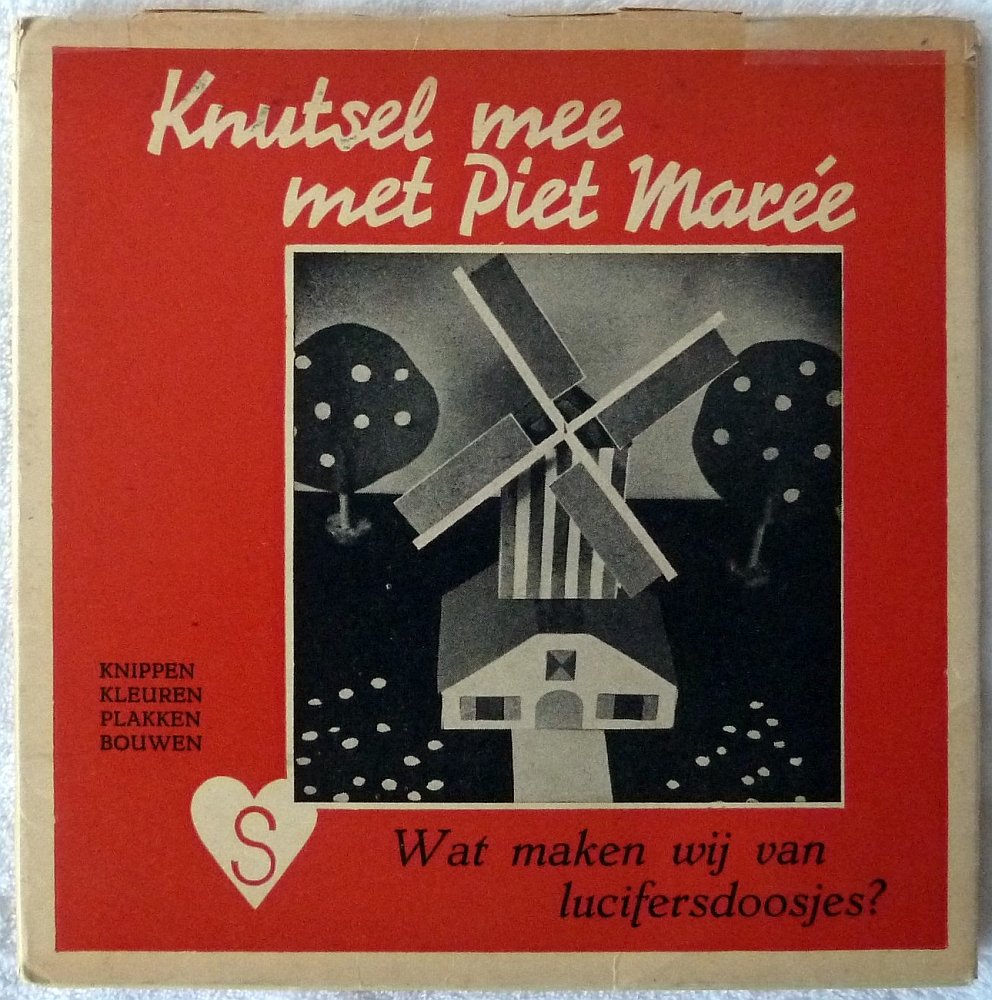 Knutsel mee
met Piet Marée
KNIPPEN
KLEUREN
PLAKKEN
BOUWEN
S
Wat maken wij van
lucifersdoosjes?